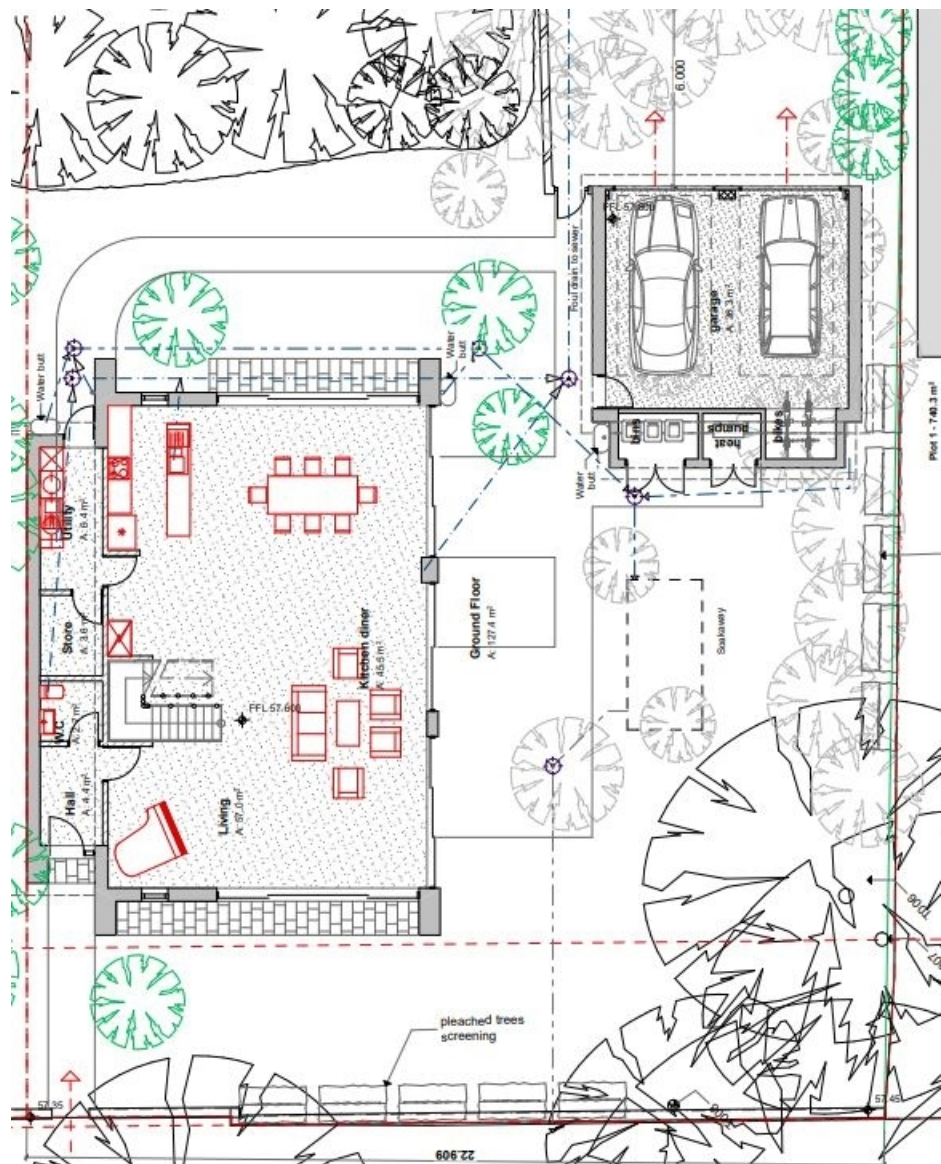 6.000
FFL 57.600
Foul drain to sewer
garage
A: 36.3 m²
Water butt
Water
butt
Plot 1 - 740.3 m²
bins
heat
pumps
bikes
Water
butt
Utility
A: 6.4 m²
Store
A: 3.6 m²
Kitchen diner
A: 45.5 m²
Ground Floor
A: 127.4 m²
Soakaway
W.C
FFL 57.600
Hall
A: 4.4 m²
Living
A: 57.0 m²
pleached trees
screening
57.35
57.45
22.909